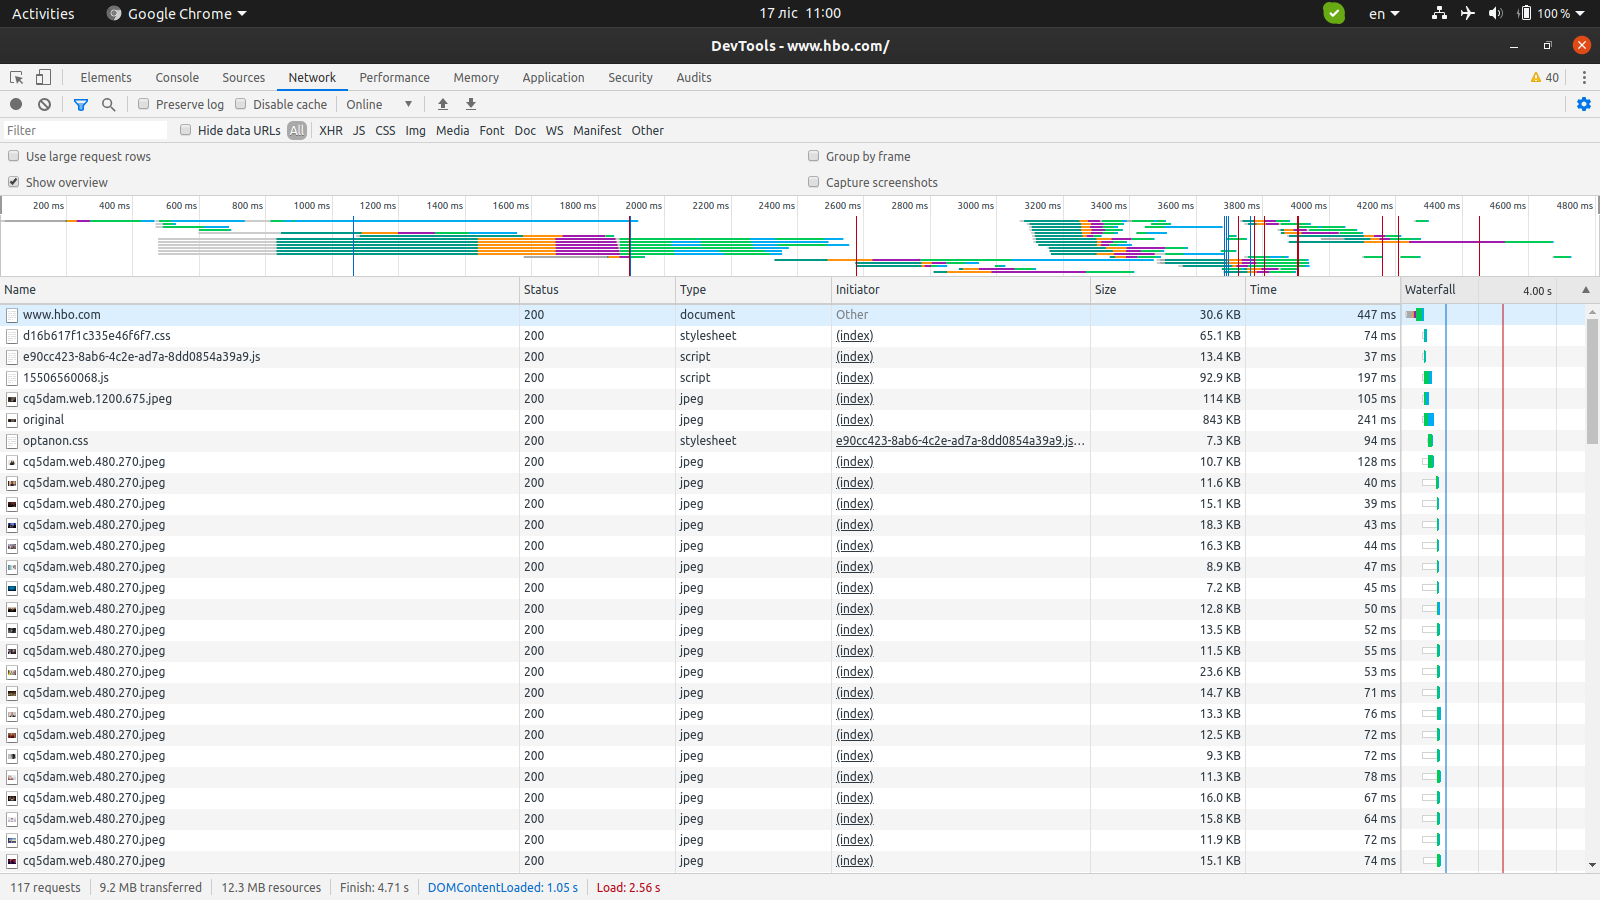 Activities Google Chrome 17 ліс 11:00 en 100 %
DevTools - www.hbo.com/
Elements Console Sources Network Performance Memory Application Security Audits 40
Preserve log Disable cache Online
Filter Hide data URLs All XHR JS CSS Img Media Font Doc WS Manifest Other
Use large request rows Group by frame
Show overview Capture screenshots
200 ms 400 ms 600 ms 800 ms 1000 ms 1200 ms 1400 ms 1600 ms 1800 ms 2000 ms 2200 ms 2400 ms 2600 ms 2800 ms 3000 ms 3200 ms 3400 ms 3600 ms 3800 ms 4000 ms 4200 ms 4400 ms 4600 ms 4800 ms
Name Status Type Initiator Size Time Waterfall 4.00 s
www.hbo.com 200 document Other 30.6 KB 447 ms
d16b617f1c335e46f6f7.css 200 stylesheet (index) 65.1 KB 74 ms
e90cc423-8ab6-4c2e-ad7a-8dd0854a39a9.js 200 script (index) 13.4 KB 37 ms
15506560068.js 200 script (index) 92.9 KB 197 ms
cq5dam.web.1200.675.jpeg 200 jpeg (index) 114 KB 105 ms
original 200 jpeg (index) 843 KB 241 ms
optanon.css 200 stylesheet e90cc423-8ab6-4c2e-ad7a-8dd0854a39a9.js... 7.3 KB 94 ms
cq5dam.web.480.270.jpeg 200 jpeg (index) 10.7 KB 128 ms
cq5dam.web.480.270.jpeg 200 jpeg (index) 11.6 KB 40 ms
cq5dam.web.480.270.jpeg 200 jpeg (index) 15.1 KB 39 ms
cq5dam.web.480.270.jpeg 200 jpeg (index) 18.3 KB 43 ms
cq5dam.web.480.270.jpeg 200 jpeg (index) 16.3 KB 44 ms
cq5dam.web.480.270.jpeg 200 jpeg (index) 8.9 KB 47 ms
cq5dam.web.480.270.jpeg 200 jpeg (index) 7.2 KB 45 ms
cq5dam.web.480.270.jpeg 200 jpeg (index) 12.8 KB 50 ms
cq5dam.web.480.270.jpeg 200 jpeg (index) 13.5 KB 52 ms
cq5dam.web.480.270.jpeg 200 jpeg (index) 11.5 KB 55 ms
cq5dam.web.480.270.jpeg 200 jpeg (index) 23.6 KB 53 ms
cq5dam.web.480.270.jpeg 200 jpeg (index) 14.7 KB 71 ms
cq5dam.web.480.270.jpeg 200 jpeg (index) 13.3 KB 76 ms
cq5dam.web.480.270.jpeg 200 jpeg (index) 12.5 KB 72 ms
cq5dam.web.480.270.jpeg 200 jpeg (index) 9.3 KB 72 ms
cq5dam.web.480.270.jpeg 200 jpeg (index) 11.3 KB 78 ms
cq5dam.web.480.270.jpeg 200 jpeg (index) 16.0 KB 67 ms
cq5dam.web.480.270.jpeg 200 jpeg (index) 15.8 KB 64 ms
cq5dam.web.480.270.jpeg 200 jpeg (index) 11.9 KB 72 ms
cq5dam.web.480.270.jpeg 200 jpeg (index) 15.1 KB 74 ms
117 requests 9.2 MB transferred 12.3 MB resources Finish: 4.71 s DOMContentLoaded: 1.05 s Load: 2.56 s